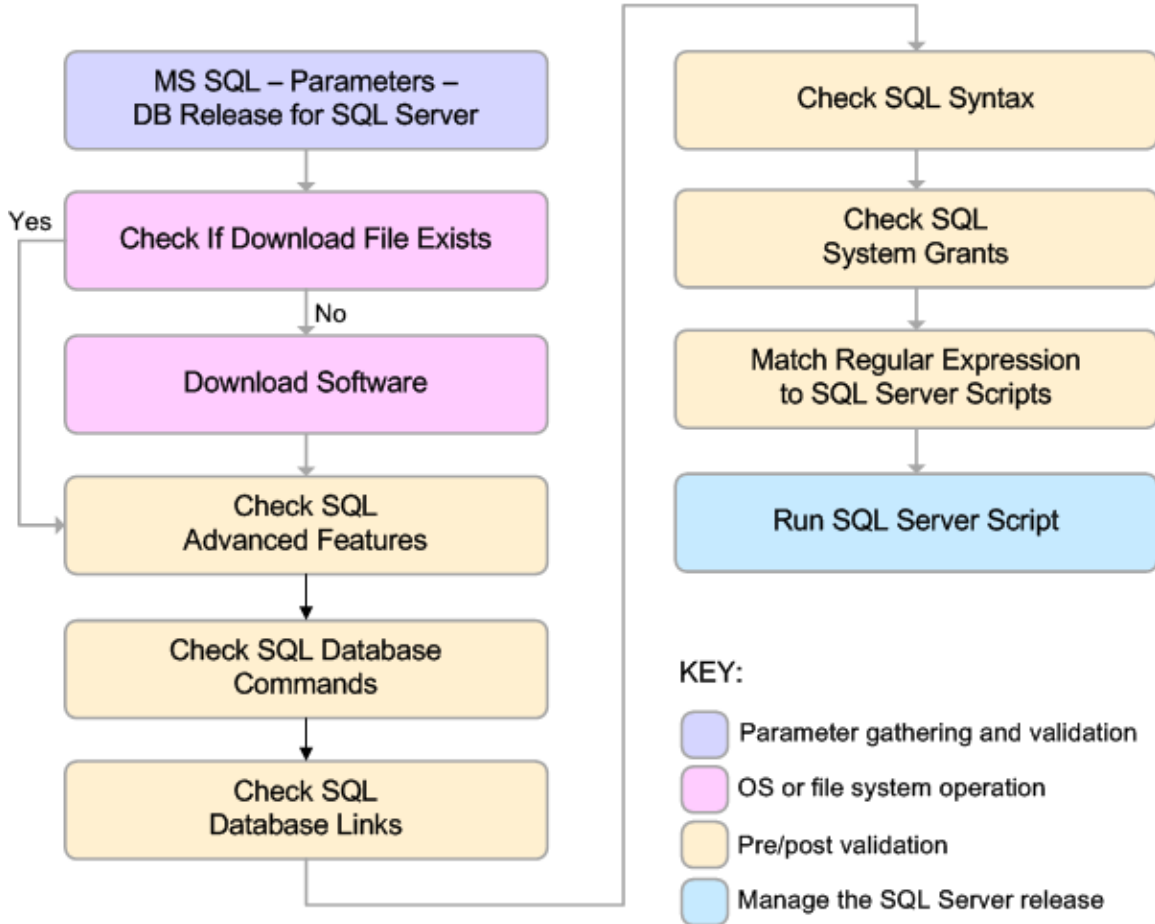 MS SQL – Parameters –
DB Release for SQL Server
Yes
Check If Download File Exists
No
Download Software
Check SQL
Advanced Features
Check SQL Database
Commands
Check SQL
Database Links
Check SQL Syntax
Check SQL
System Grants
Match Regular Expression
to SQL Server Scripts
Run SQL Server Script
KEY:
Parameter gathering and validation
OS or file system operation
Pre/post validation
Manage the SQL Server release